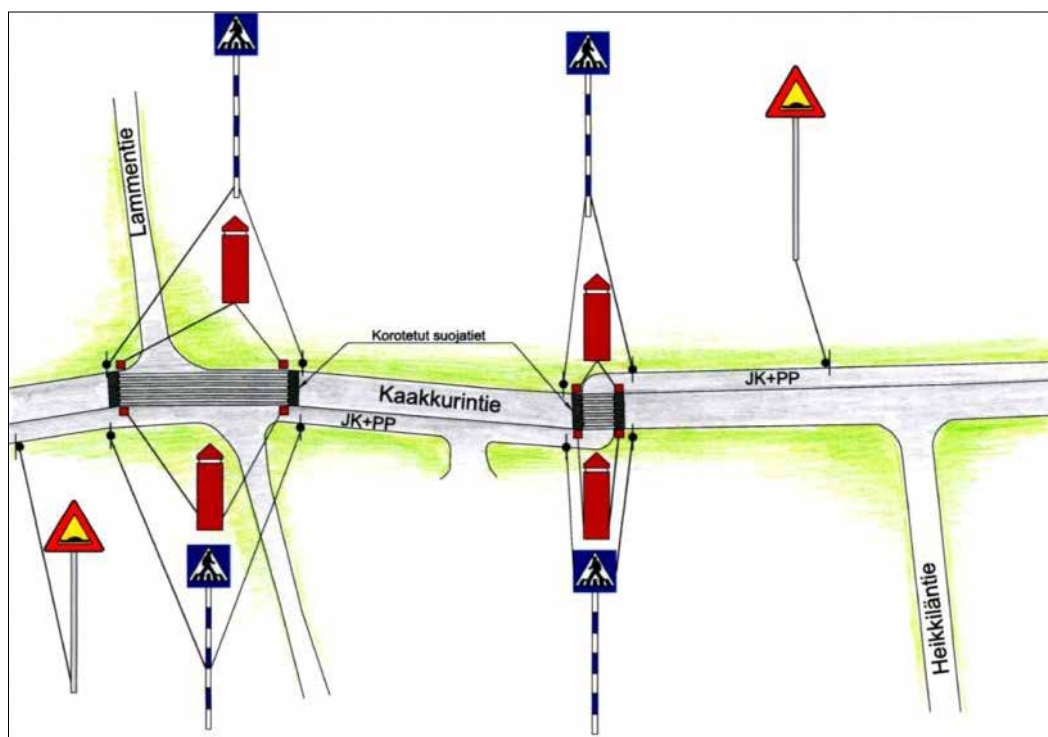 Lammentie
Korotetut suojatiet
Kaakkurintie
JK+PP
JK+PP
Heikkiläntie